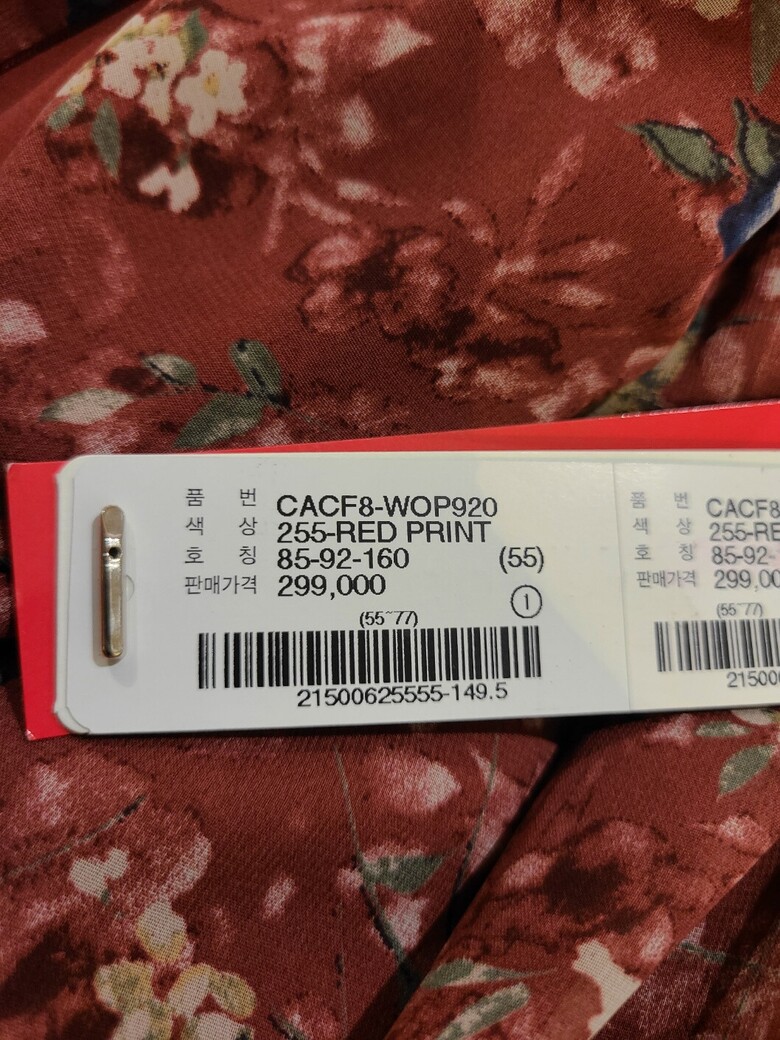 품 번 CACF8-WOP920
색 상 255-RED PRINT
호 칭 85-92-160 (55)
판매가격 299,000
1
(55~77)
21500625555-149.5
품 번 CACF8
색 상 255-RE
호 칭 85-92-
판매가격 299,00
(55~77)
21500